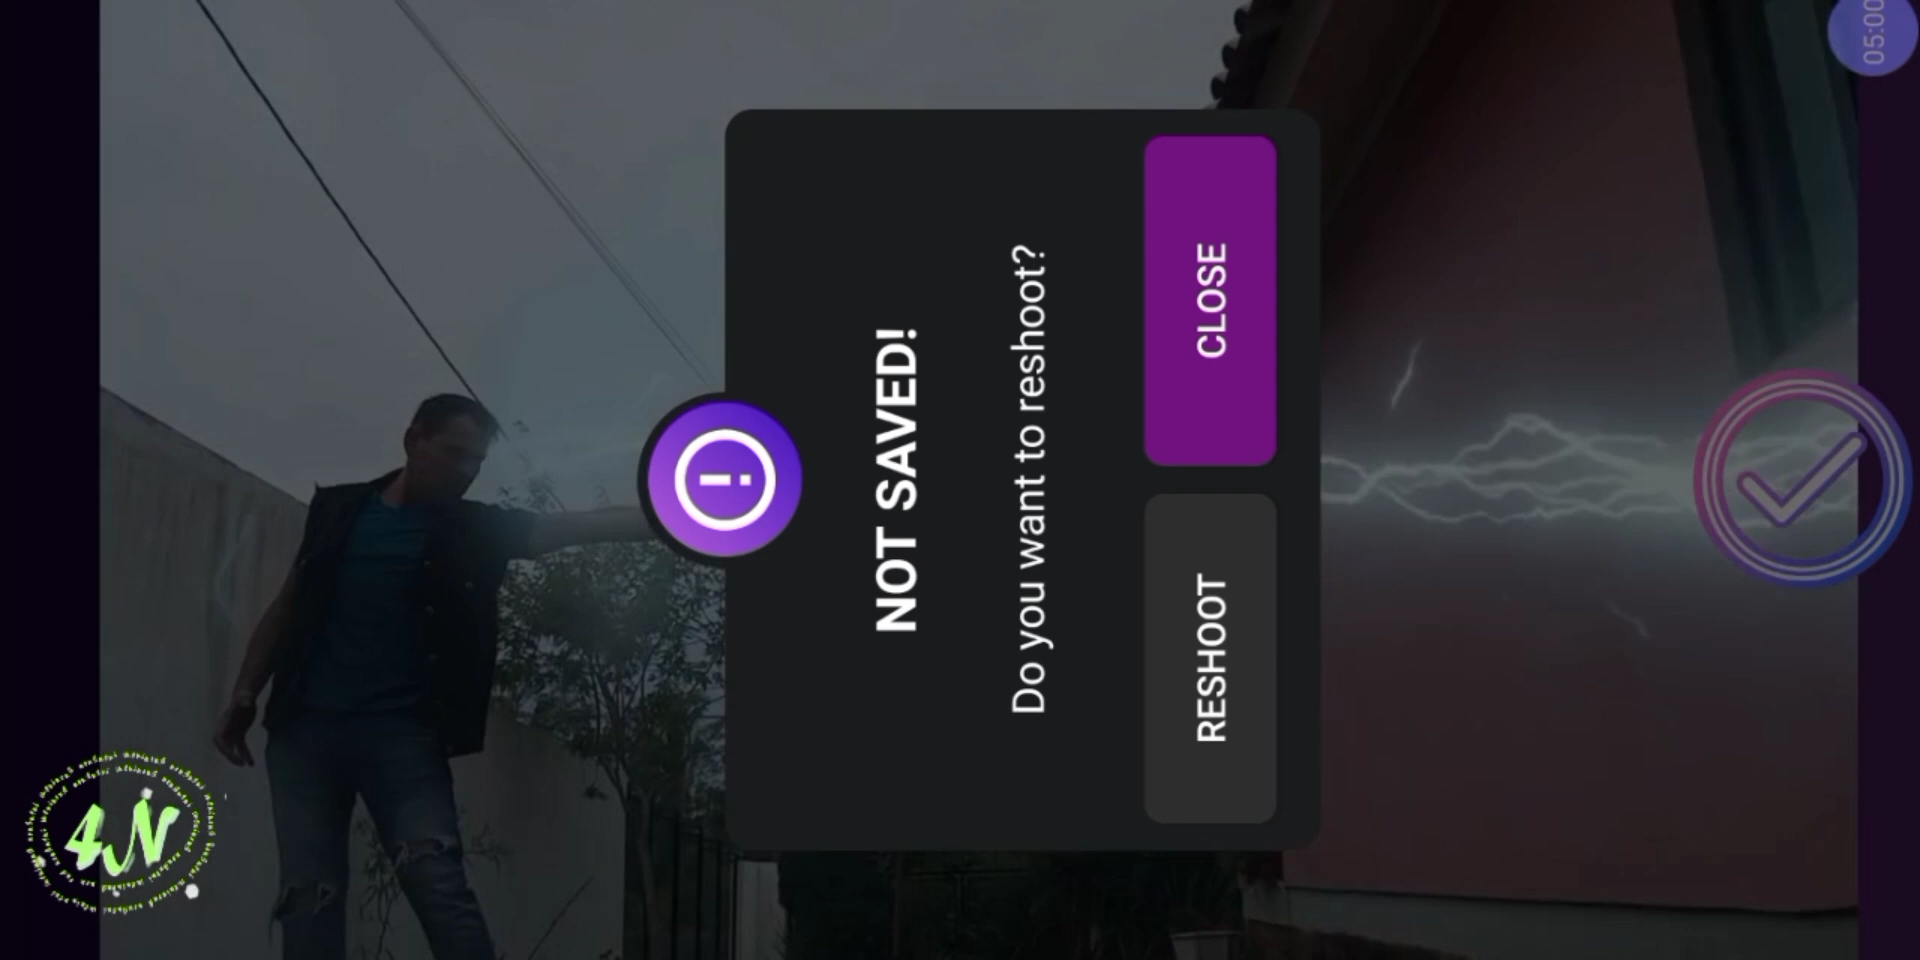 NOT SAVED!
Do you want to reshoot?
RESHOOT
CLOSE
05:00
4N